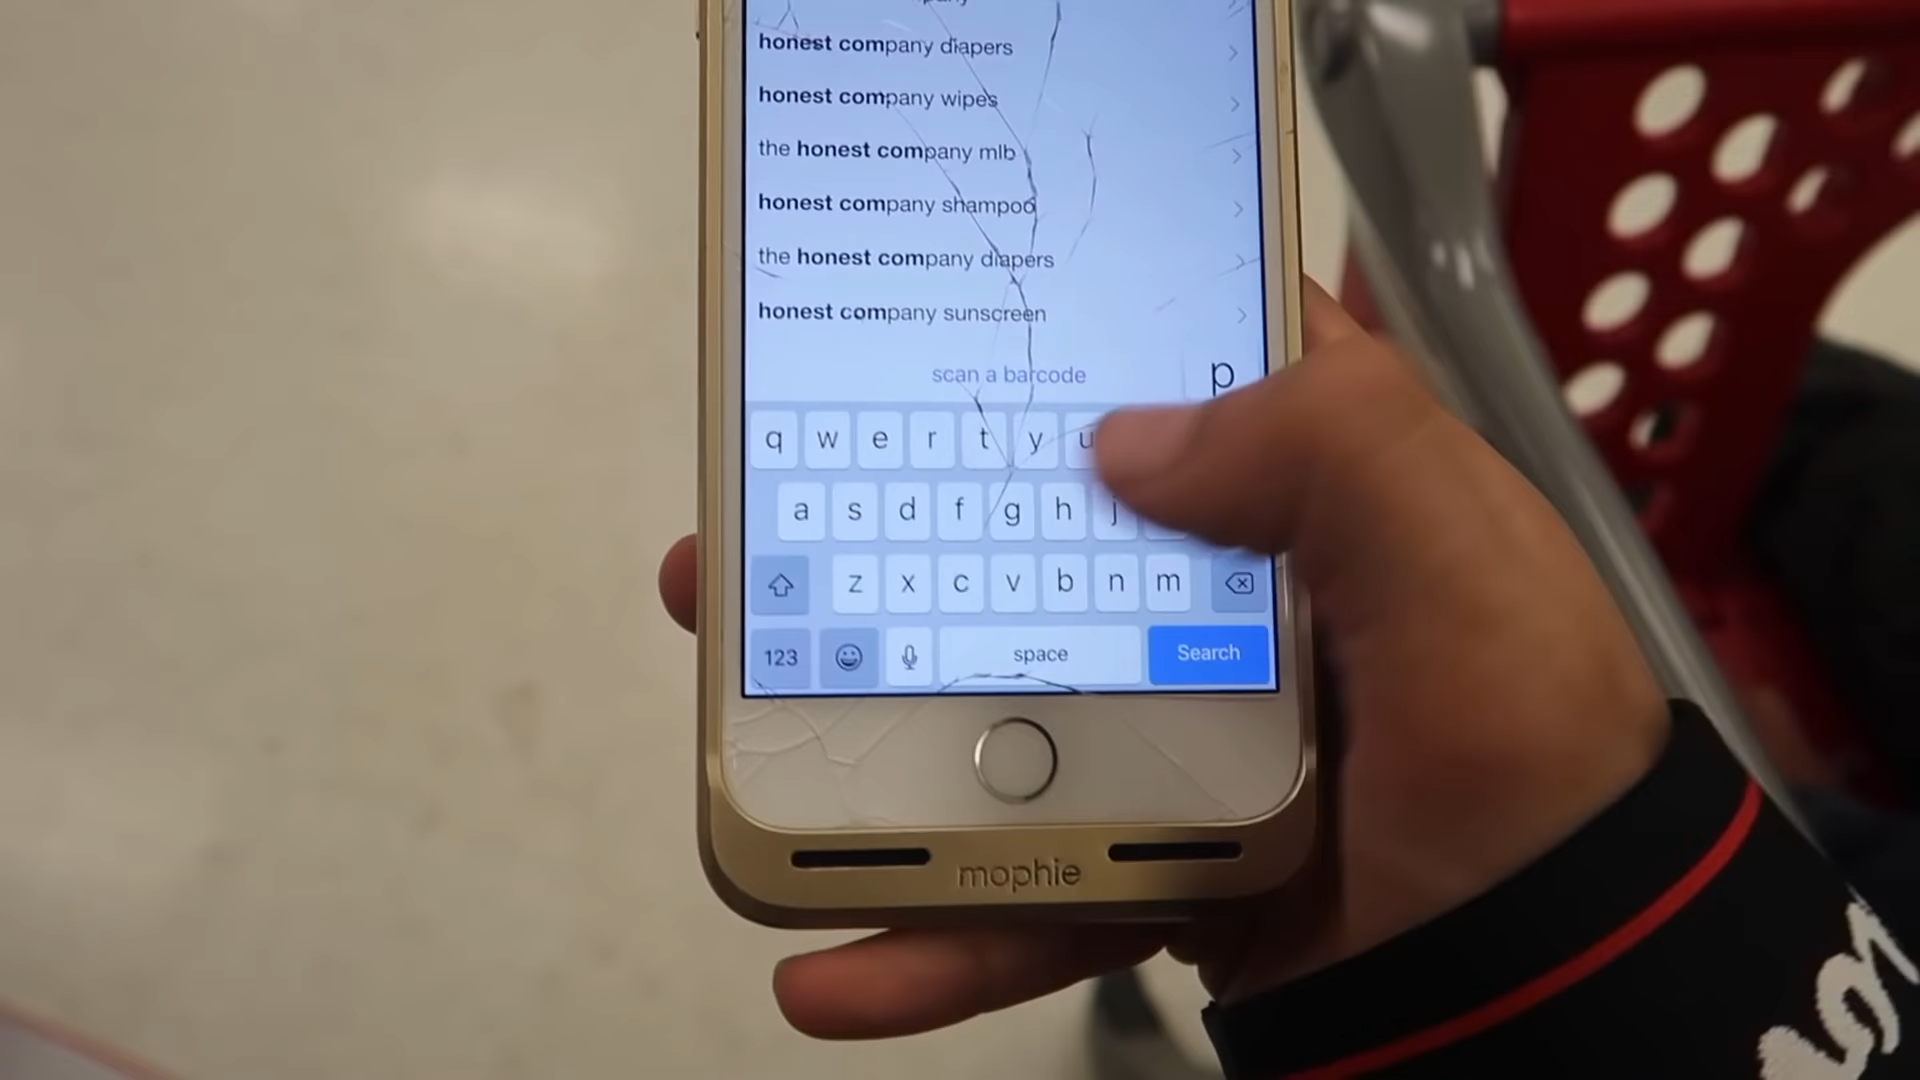 honest company diapers
honest company wipes
the honest company mlb
honest company shampoo
the honest company diapers
honest company sunscreen
scan a barcode
p
q w e r t y u
a s d f g h j
z x c v b n m
123 space Search
mophie